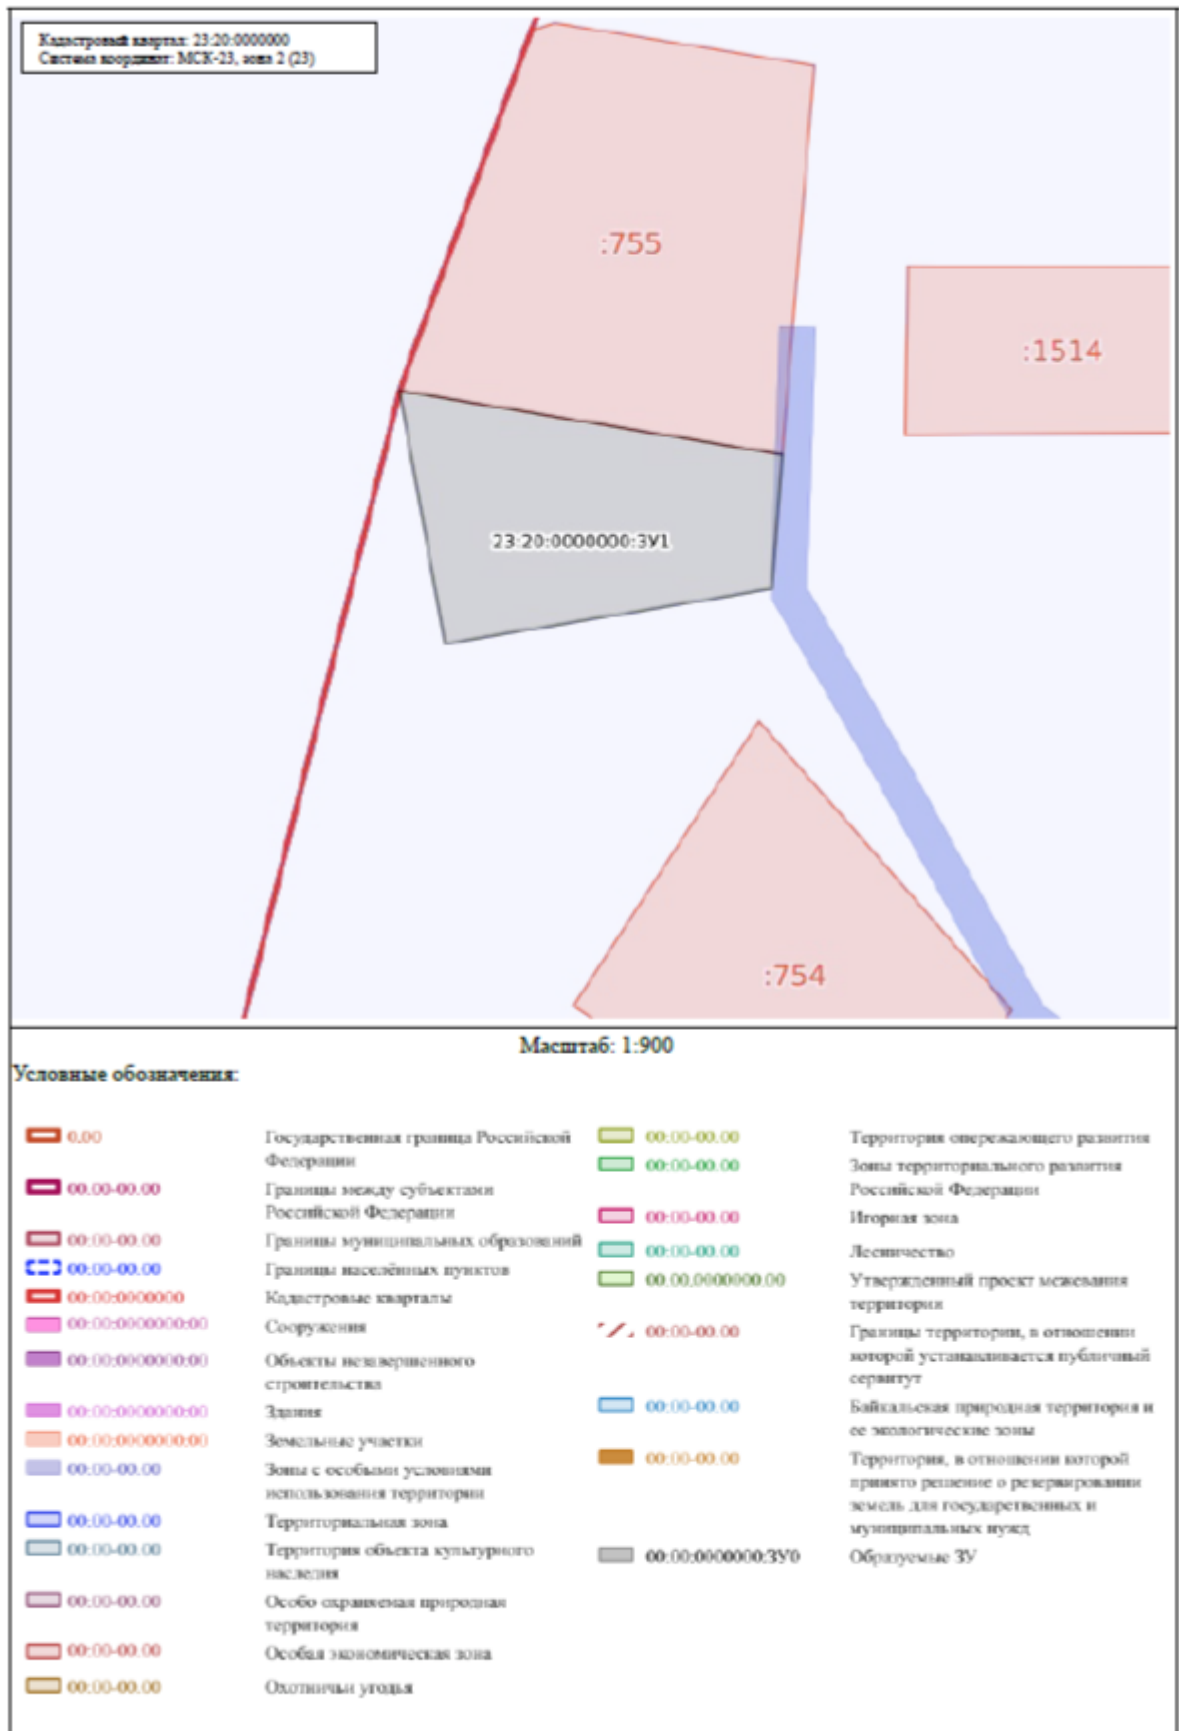 Кадастровый квартал: 23:20:0000000
Система координат: МСК-23, зона 2 (23)
:755
:1514
23:20:0000000:ЗУ1
:754
Масштаб: 1:900
Условные обозначения:
0.00 Государственная граница Российской
Федерации
00.00-00.00 Границы между субъектами
Российской Федерации
00:00-00.00 Границы муниципальных образований
00:00-00.00 Границы населённых пунктов
00:00:0000000 Кадастровые кварталы
00:00:0000000:00 Сооружения
00:00:0000000:00 Объекты незавершенного
строительства
00:00:0000000:00 Здания
00:00:0000000:00 Земельные участки
00:00-00.00 Зоны с особыми условиями
использования территории
00:00-00.00 Территориальная зона
00:00-00.00 Территория объекта культурного
наследия
00:00-00.00 Особо охраняемая природная
территория
00:00-00.00 Особая экономическая зона
00:00-00.00 Охотничьи угодья
00:00-00.00 Территория опережающего развития
00:00-00.00 Зоны территориального развития
Российской Федерации
00:00-00.00 Игорная зона
00:00-00.00 Лесничество
00:00.0000000.00 Утвержденный проект межевания
территории
00:00-00.00 Границы территории, в отношении
которой устанавливается публичный
сервитут
00:00-00.00 Байкальская природная территория и
ее экологические зоны
00:00-00.00 Территория, в отношении которой
принято решение о резервировании
земель для государственных и
муниципальных нужд
00:00:0000000:ЗУ0 Образуемые ЗУ